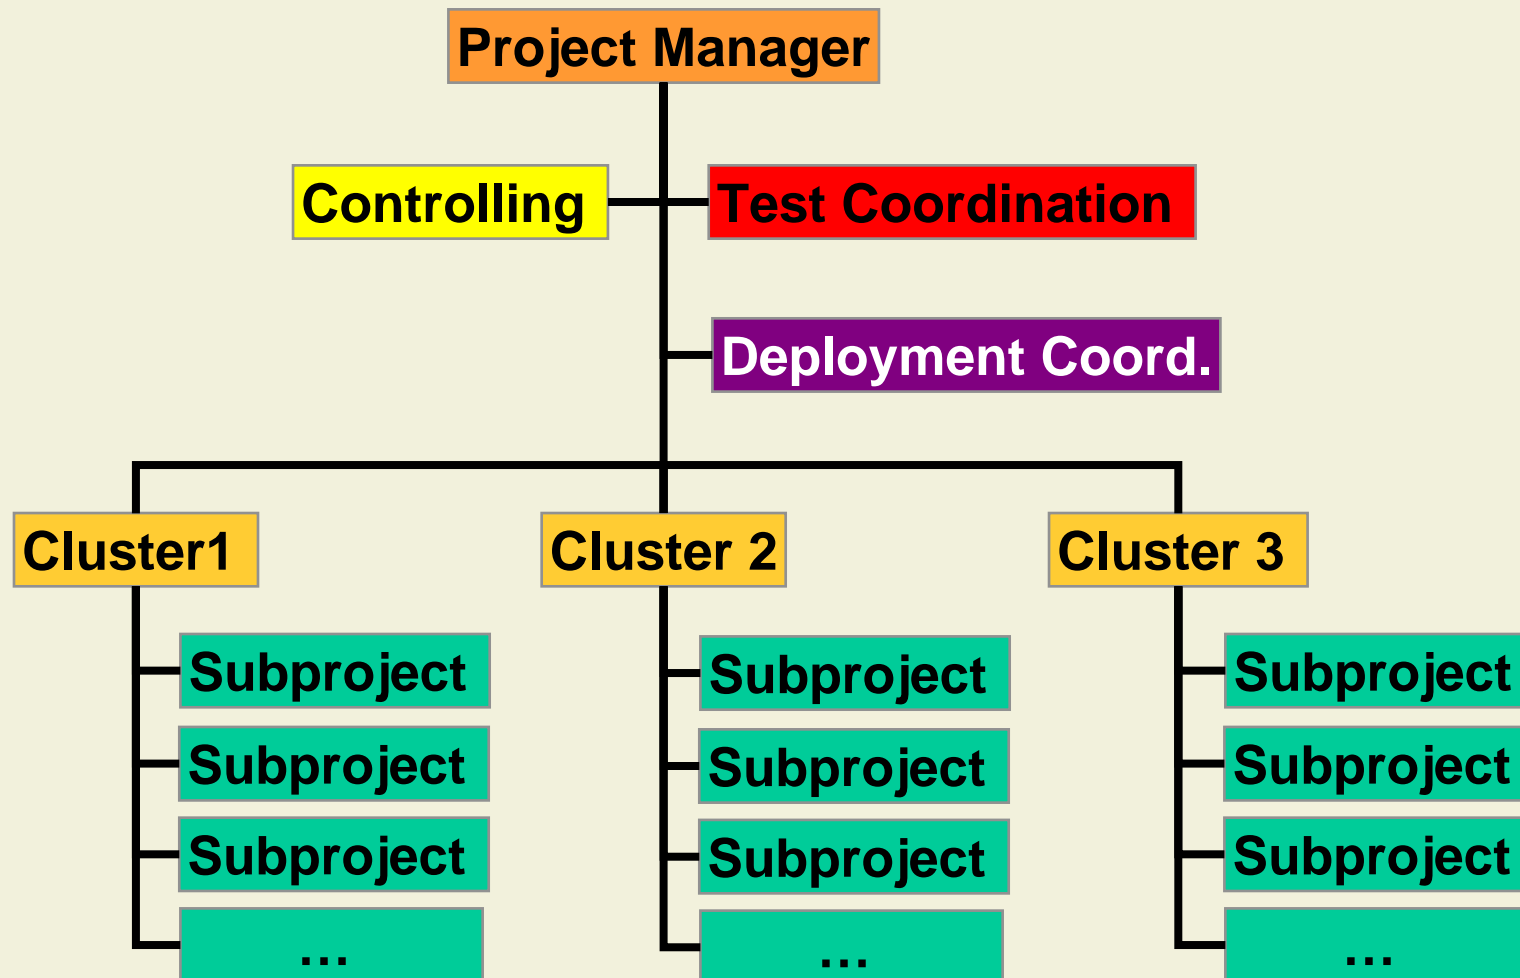 Project Manager
Controlling
Test Coordination
Deployment Coord.
Cluster1
Cluster 2
Cluster 3
Subproject
Subproject
Subproject
...
Subproject
Subproject
Subproject
...
Subproject
Subproject
Subproject
...